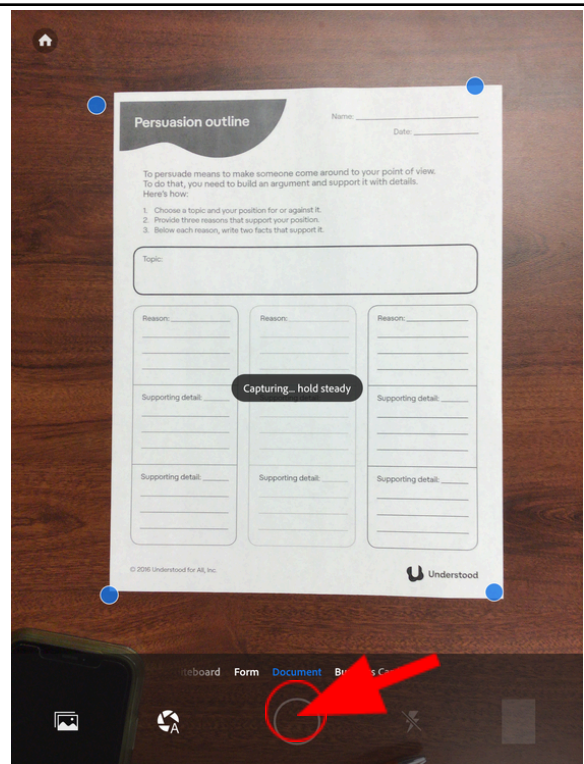 Persuasion outline
Name:
Date:
To persuade means to make someone come around to your point of view.
To do that, you need to build an argument and support it with details.
Here's how:
1. Choose a topic and your position for or against it.
2. Provide three reasons that support your position.
3. Below each reason, write two facts that support it.
Topic:
Reason: Reason: Reason:
Capturing... hold steady
Supporting detail: Supporting detail: Supporting detail:
Supporting detail: Supporting detail: Supporting detail:
© 2016 Understood for All, Inc.
Understood
Form Document
A